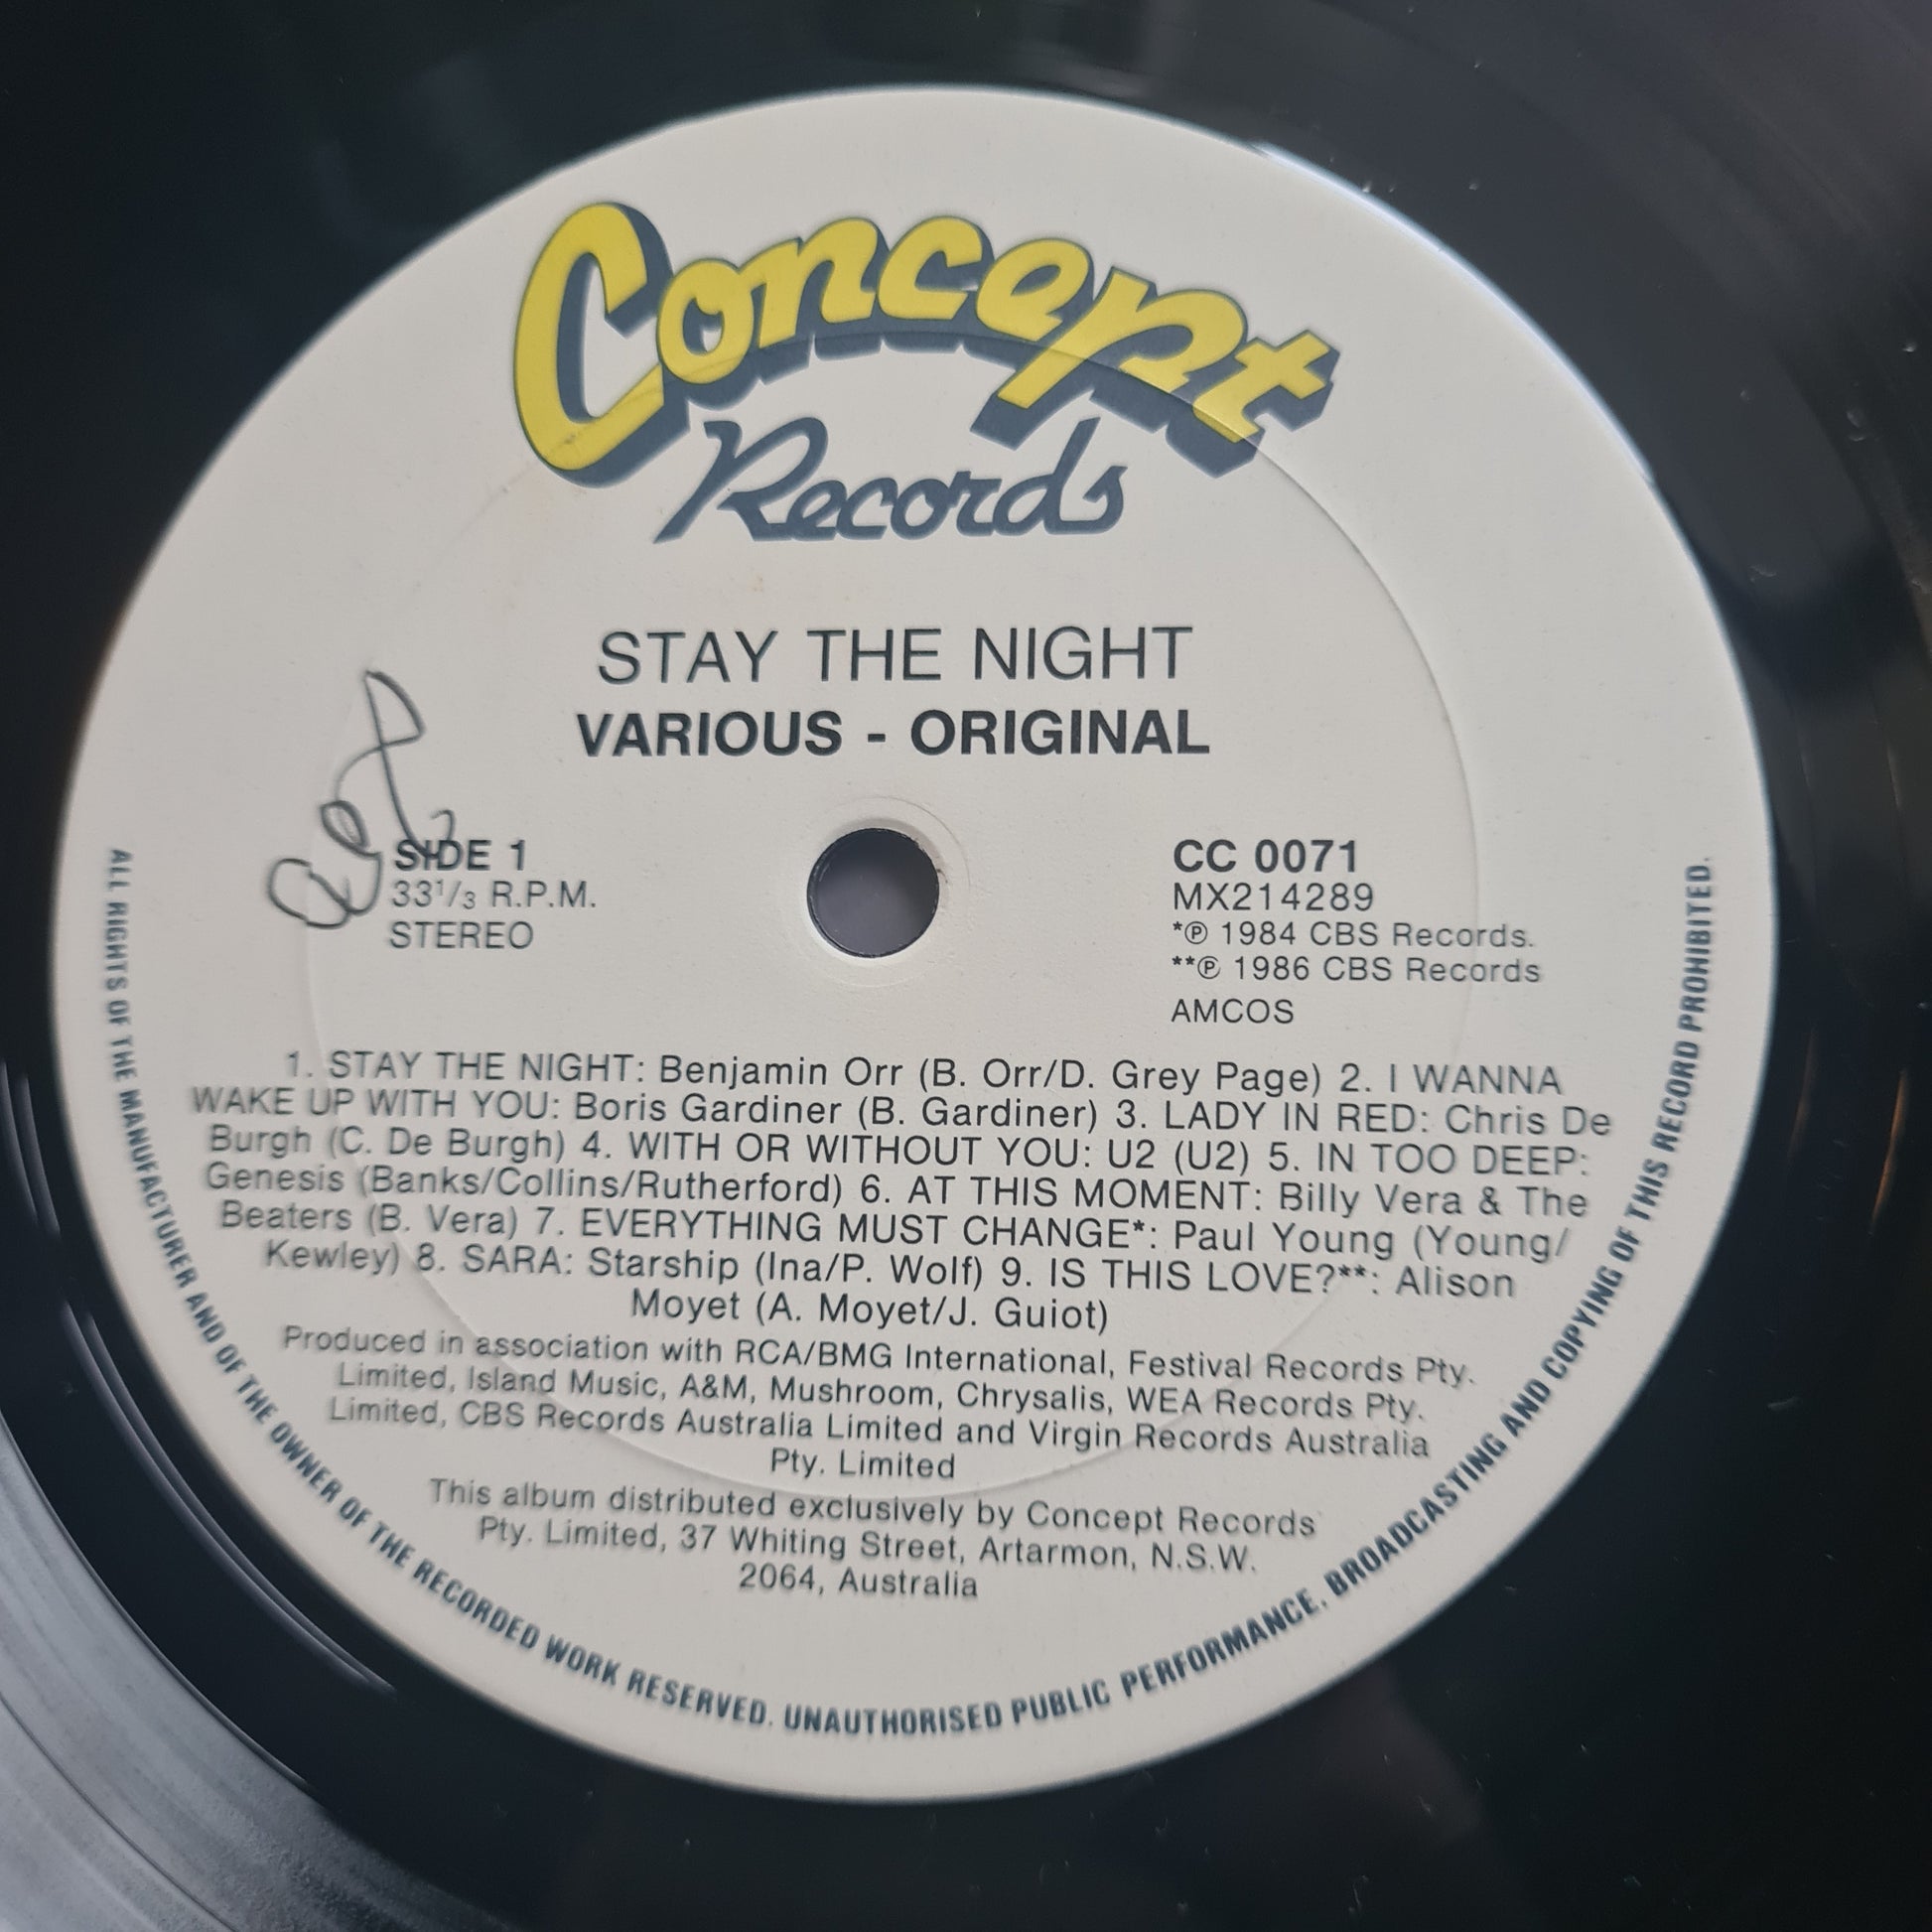 Concept
Records
STAY THE NIGHT
VARIOUS - ORIGINAL
SIDE 1
33¹/₃ R.P.M.
STEREO
CC 0071
MX214289
*℗ 1984 CBS Records.
**℗ 1986 CBS Records
AMCOS
1. STAY THE NIGHT: Benjamin Orr (B. Orr/D. Grey Page) 2. I WANNA
WAKE UP WITH YOU: Boris Gardiner (B. Gardiner) 3. LADY IN RED: Chris De
Burgh (C. De Burgh) 4. WITH OR WITHOUT YOU: U2 (U2) 5. IN TOO DEEP:
Genesis (Banks/Collins/Rutherford) 6. AT THIS MOMENT: Billy Vera & The
Beaters (B. Vera) 7. EVERYTHING MUST CHANGE*: Paul Young (Young/
Kewley) 8. SARA: Starship (Ina/P. Wolf) 9. IS THIS LOVE?**: Alison
Moyet (A. Moyet/J. Guiot)
Produced in association with RCA/BMG International, Festival Records Pty.
Limited, Island Music, A&M, Mushroom, Chrysalis, WEA Records Pty.
Limited, CBS Records Australia Limited and Virgin Records Australia
Pty. Limited
This album distributed exclusively by Concept Records
Pty. Limited, 37 Whiting Street, Artarmon, N.S.W.
2064, Australia
ALL RIGHTS OF THE MANUFACTURER AND OF THE OWNER OF THE RECORDED WORK RESERVED. UNAUTHORISED PUBLIC PERFORMANCE, BROADCASTING AND COPYING OF THIS RECORD PROHIBITED.